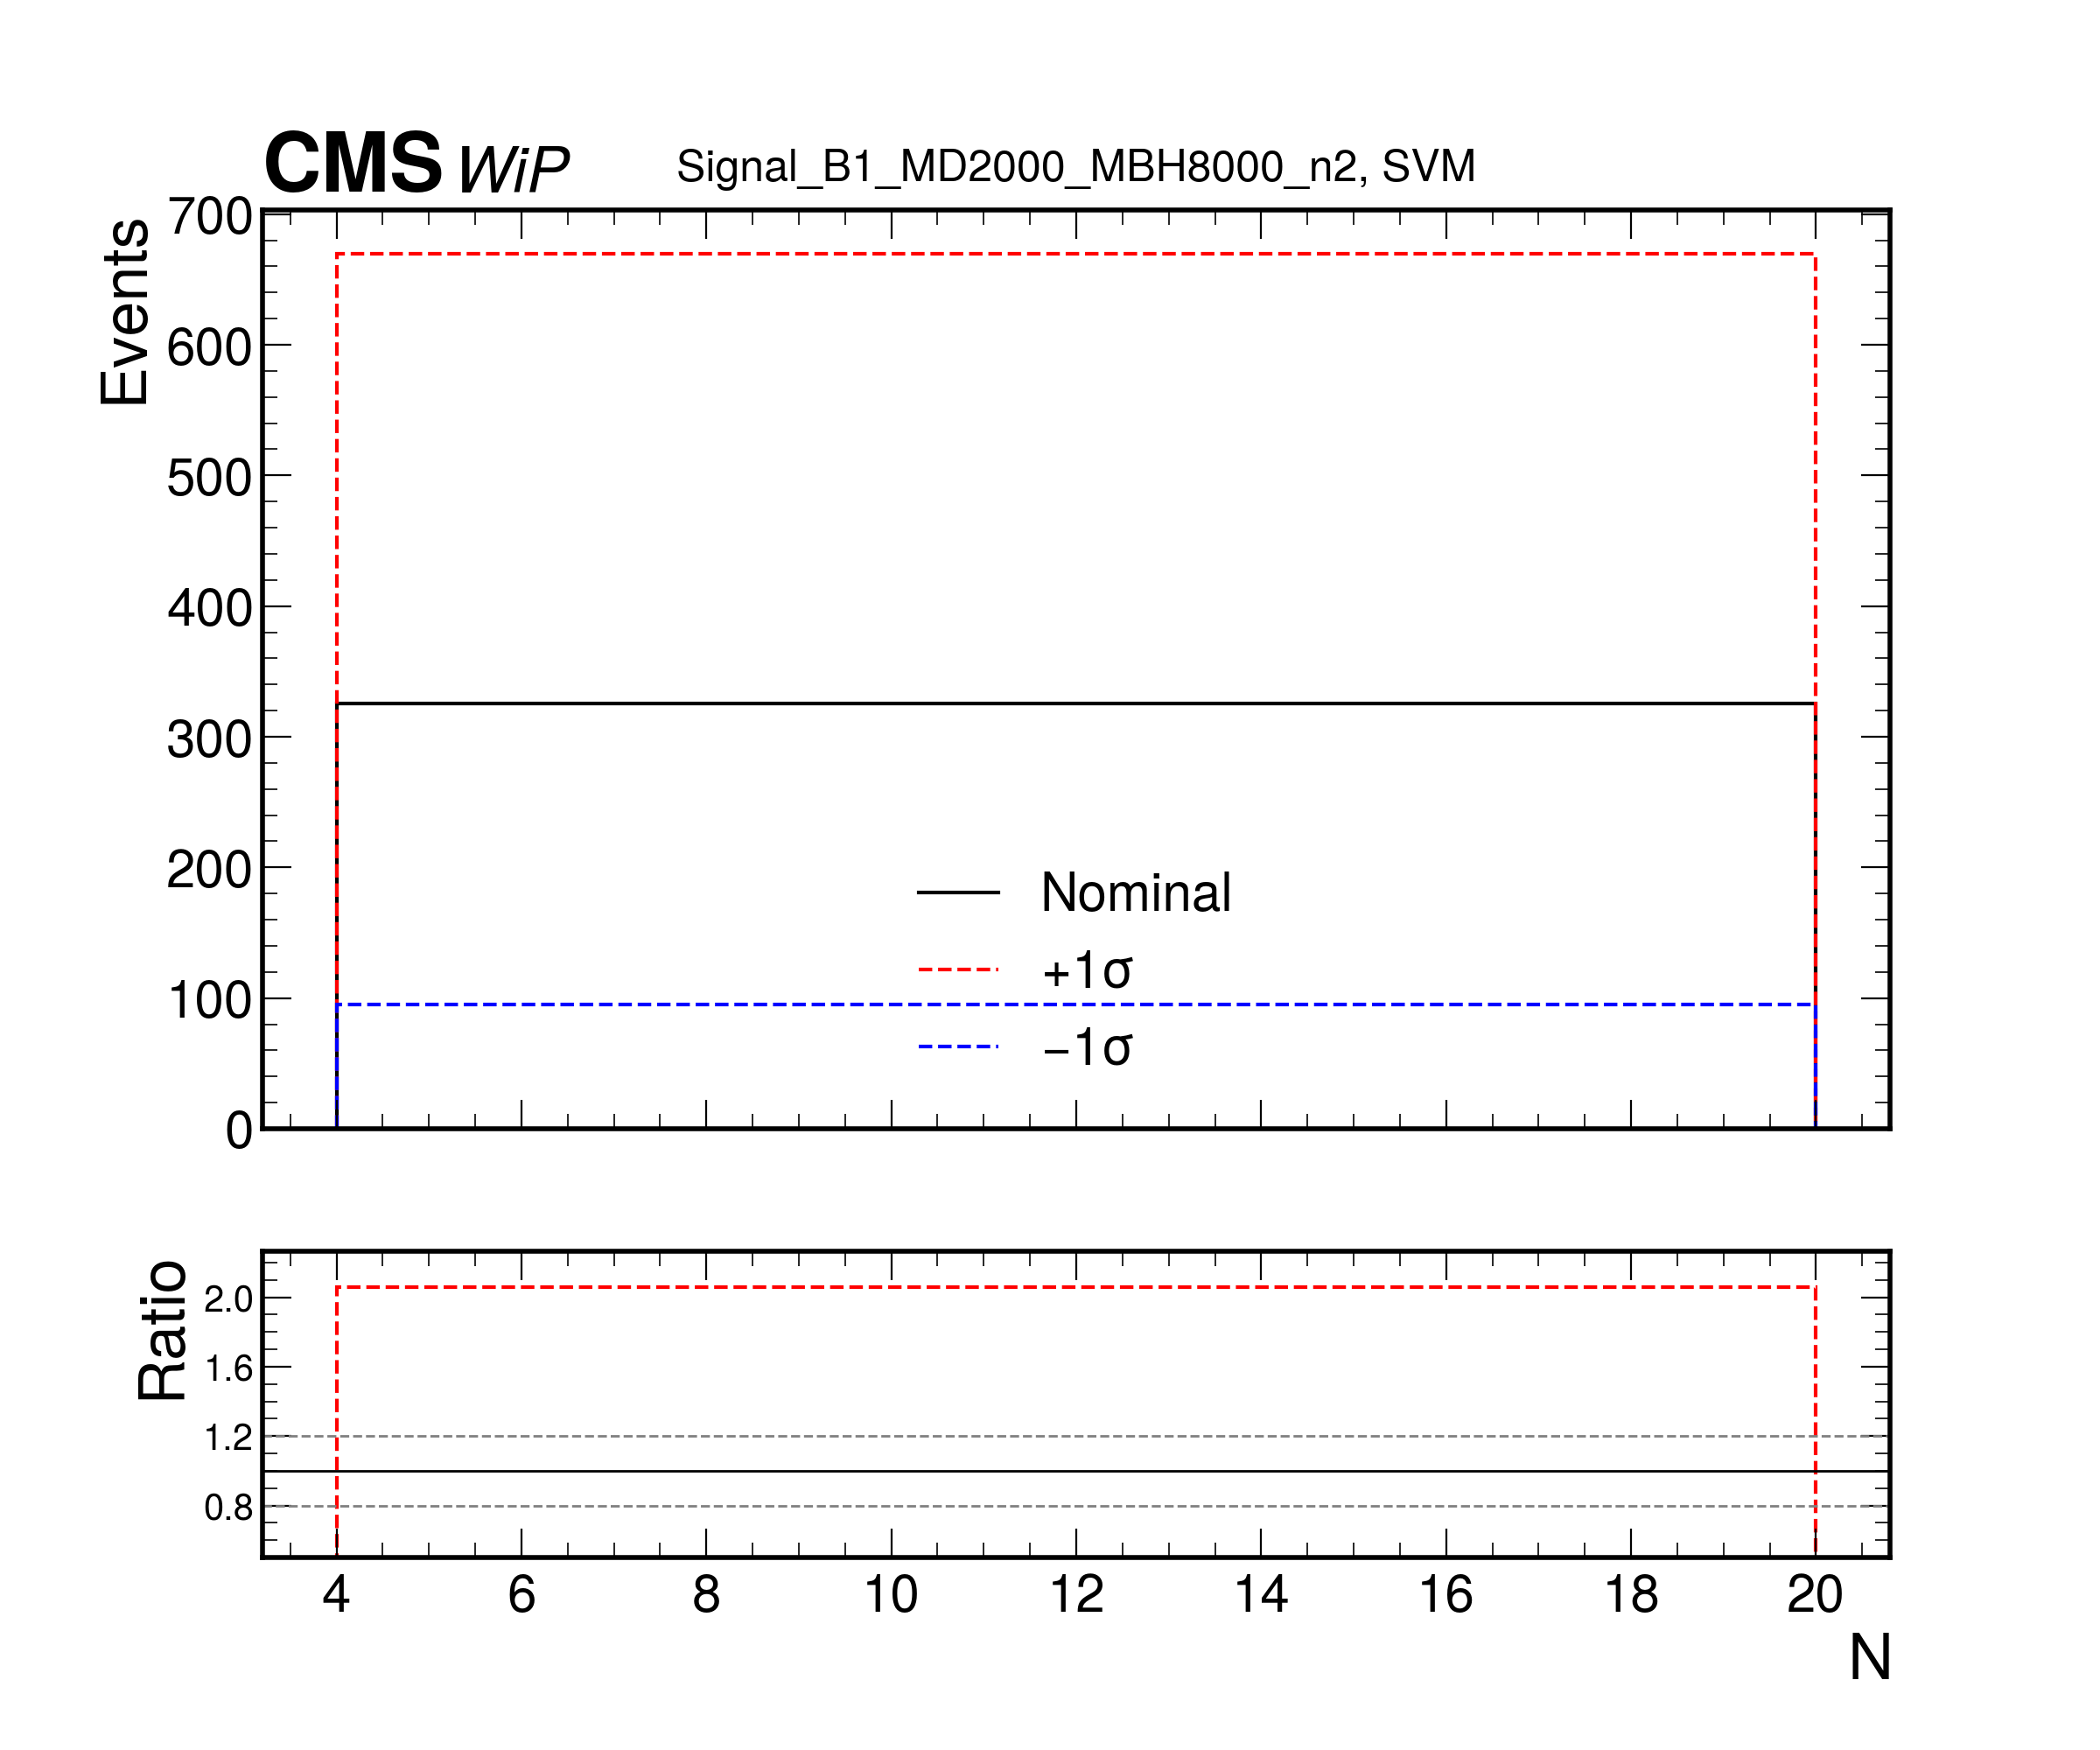 CMS WiP
Signal_B1_MD2000_MBH8000_n2, SVM
Events
700
600
500
400
300
200
100
0
Nominal
+1σ
−1σ
Ratio
2.0
1.6
1.2
0.8
4 6 8 10 12 14 16 18 20
N